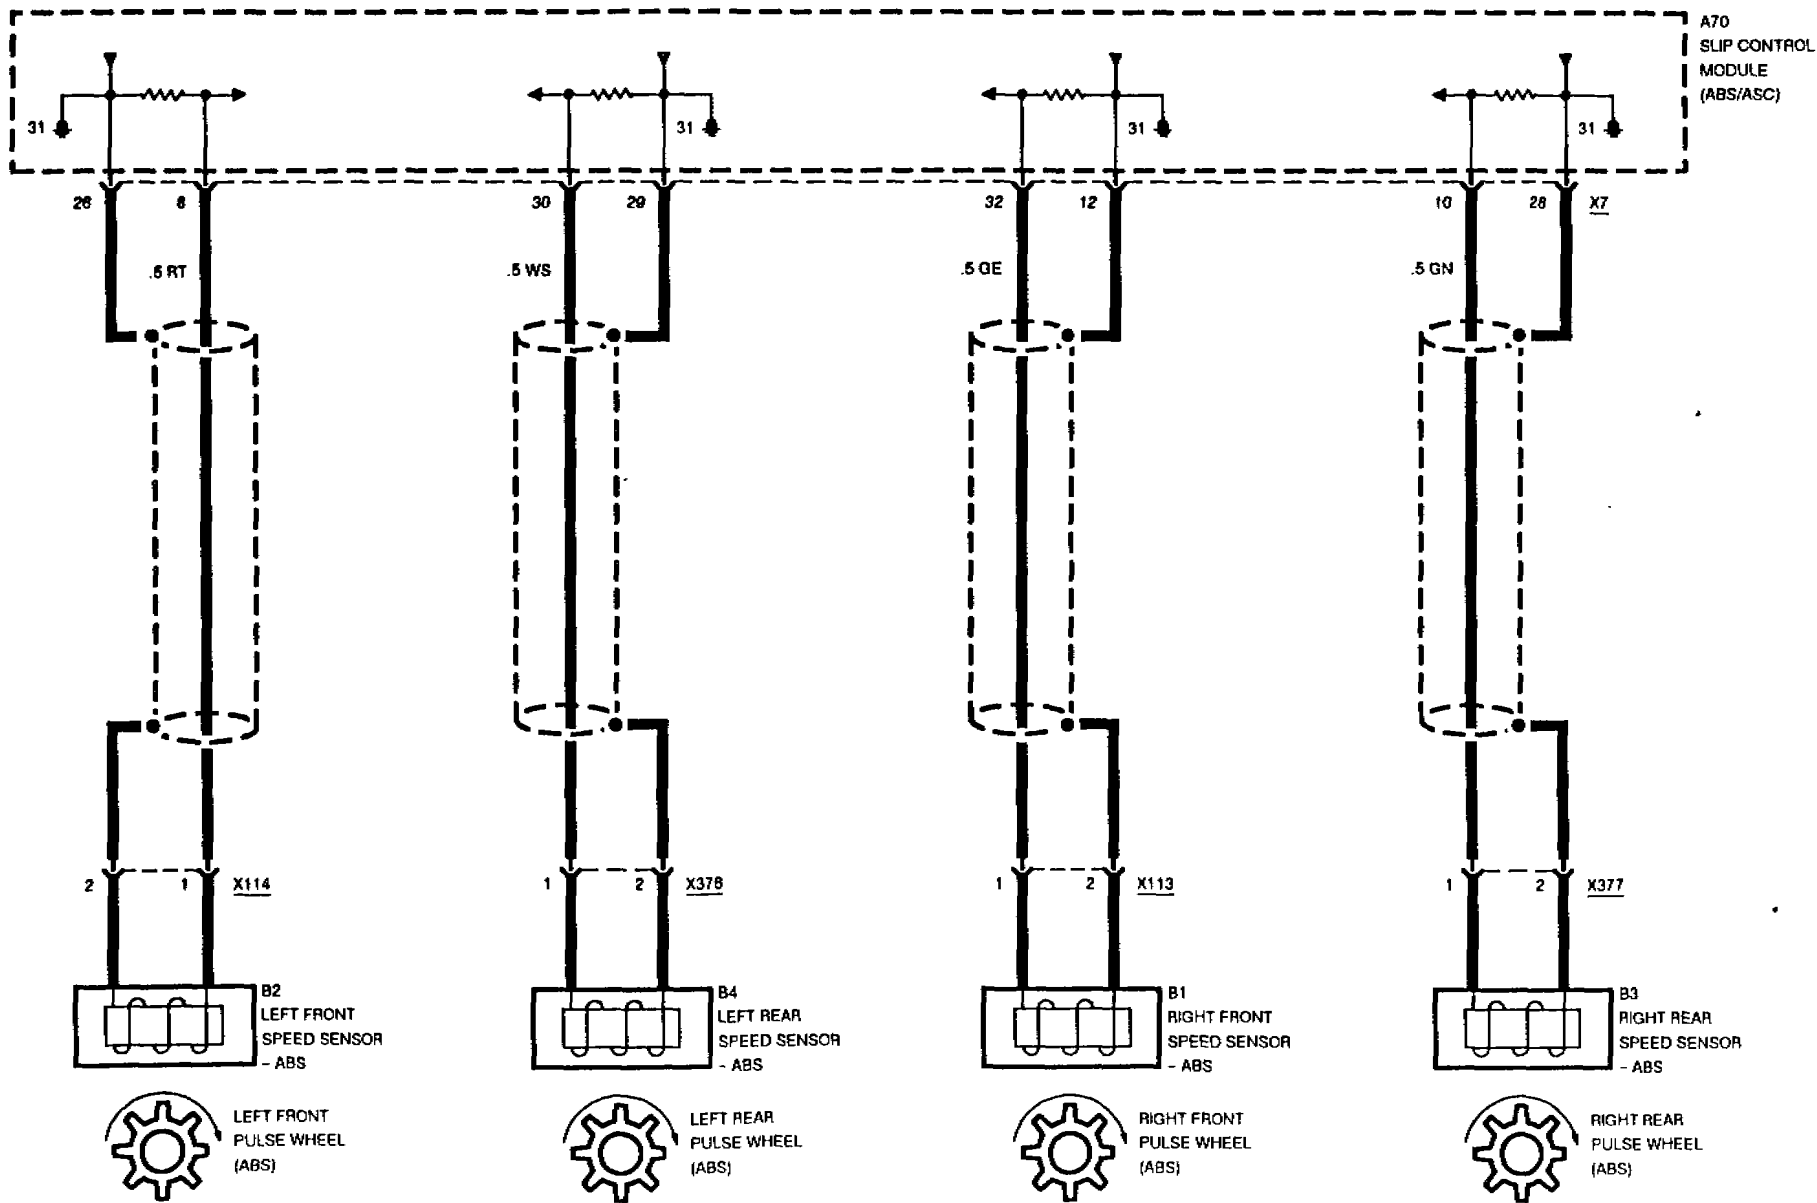 A70
SLIP CONTROL
MODULE
(ABS/ASC)
31
31
31
31
26
6
30
29
32
12
10
28
X7
.5 RT
.5 WS
.5 GE
.5 GN
2
1
X114
1
2
X376
1
2
X113
1
2
X377
B2
LEFT FRONT
SPEED SENSOR
- ABS
B4
LEFT REAR
SPEED SENSOR
- ABS
B1
RIGHT FRONT
SPEED SENSOR
- ABS
B3
RIGHT REAR
SPEED SENSOR
- ABS
LEFT FRONT
PULSE WHEEL
(ABS)
LEFT REAR
PULSE WHEEL
(ABS)
RIGHT FRONT
PULSE WHEEL
(ABS)
RIGHT REAR
PULSE WHEEL
(ABS)